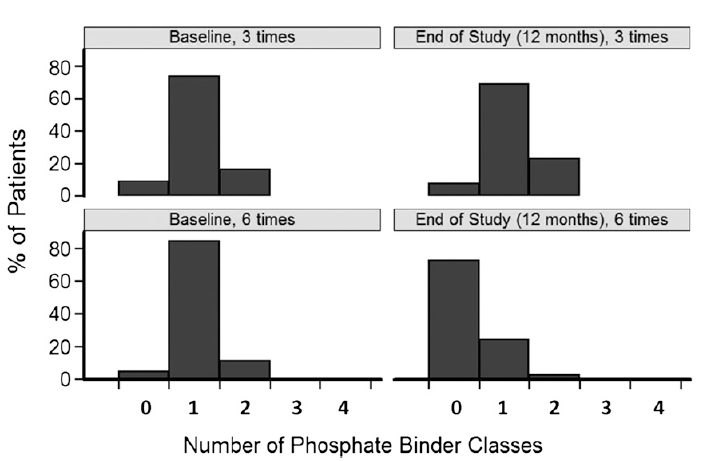 Baseline, 3 times
End of Study (12 months), 3 times
80
60
40
20
0
Baseline, 6 times
End of Study (12 months), 6 times
80
60
40
20
0
% of Patients
0 1 2 3 4
0 1 2 3 4
Number of Phosphate Binder Classes